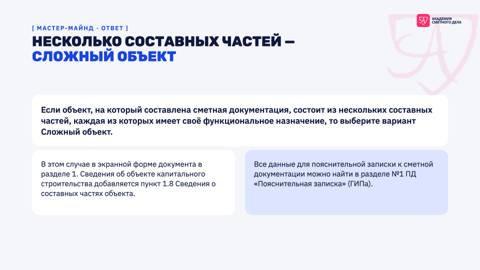 [ МАСТЕР-МАЙНД - ОТВЕТ ]
АКАДЕМИЯ
СМЕТНОГО ДЕЛА
НЕСКОЛЬКО СОСТАВНЫХ ЧАСТЕЙ —
СЛОЖНЫЙ ОБЪЕКТ
Если объект, на который составлена сметная документация, состоит из нескольких составных
частей, каждая из которых имеет своё функциональное назначение, то выберите вариант
Сложный объект.
В этом случае в экранной форме документа в
разделе 1. Сведения об объекте капитального
строительства добавляется пункт 1.8 Сведения о
составных частях объекта.
Все данные для пояснительной записки к сметной
документации можно найти в разделе №1 ПД
«Пояснительная записка» (ГИПа).